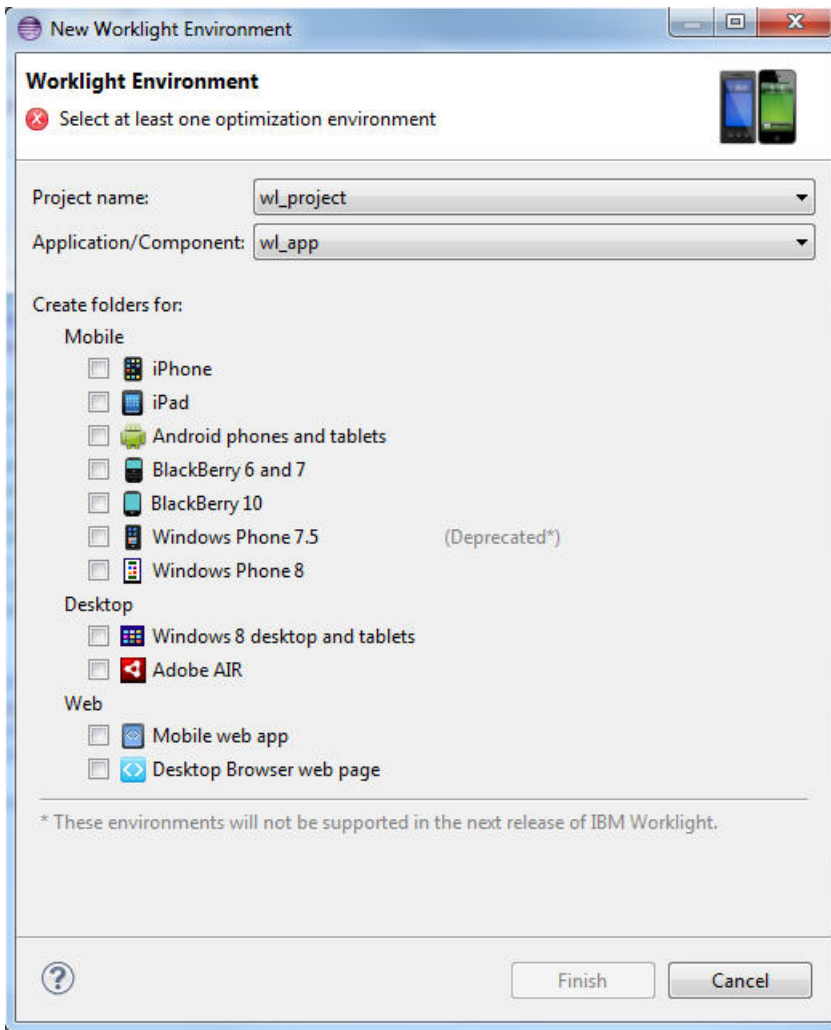 New Worklight Environment
Worklight Environment
Select at least one optimization environment
Project name: wl_project
Application/Component: wl_app
Create folders for:
Mobile
iPhone
iPad
Android phones and tablets
BlackBerry 6 and 7
BlackBerry 10
Windows Phone 7.5 (Deprecated*)
Windows Phone 8
Desktop
Windows 8 desktop and tablets
Adobe AIR
Web
Mobile web app
Desktop Browser web page
* These environments will not be supported in the next release of IBM Worklight.
? Finish Cancel